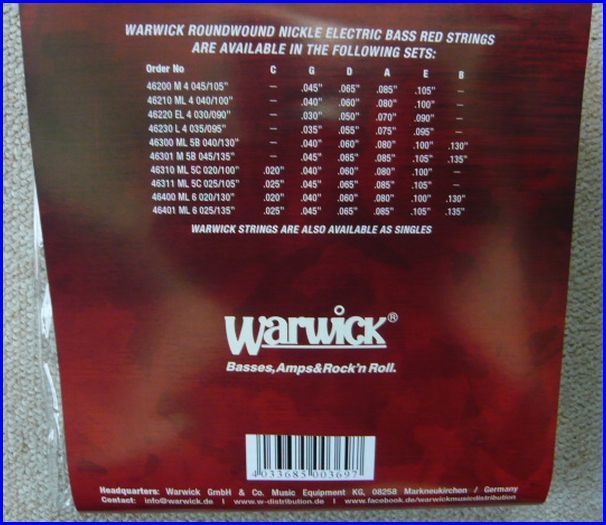 WARWICK ROUNDWOUND NICKLE ELECTRIC BASS RED STRINGS
ARE AVAILABLE IN THE FOLLOWING SETS:
Order No C G D A E B
46200 M 4 045/105" – .045" .065" .085" .105" –
46210 ML 4 040/100" – .040" .060" .080" .100" –
46220 EL 4 030/090" – .030" .050" .070" .090" –
46230 L 4 035/095" – .035" .055" .075" .095" –
46300 ML 5B 040/130" – .040" .060" .080" .100" .130"
46301 M 5B 045/135" – .045" .065" .085" .105" .135"
46310 ML 5C 020/100" .020" .040" .060" .080" .100" –
46311 ML 5C 025/105" .025" .045" .065" .085" .105" –
46400 ML 6 020/130" .020" .040" .060" .080" .100" .130"
46401 ML 6 025/135" .025" .045" .065" .085" .105" .135"
WARWICK STRINGS ARE ALSO AVAILABLE AS SINGLES
Warwick®
Basses,Amps&Rock'n Roll.
4 033685 003697
Headquarters: Warwick GmbH & Co. Music Equipment KG, 08258 Markneukirchen / Germany
Contact: info@warwick.de / www.w-distribution.de / www.facebook.de/warwickmusicdistribution